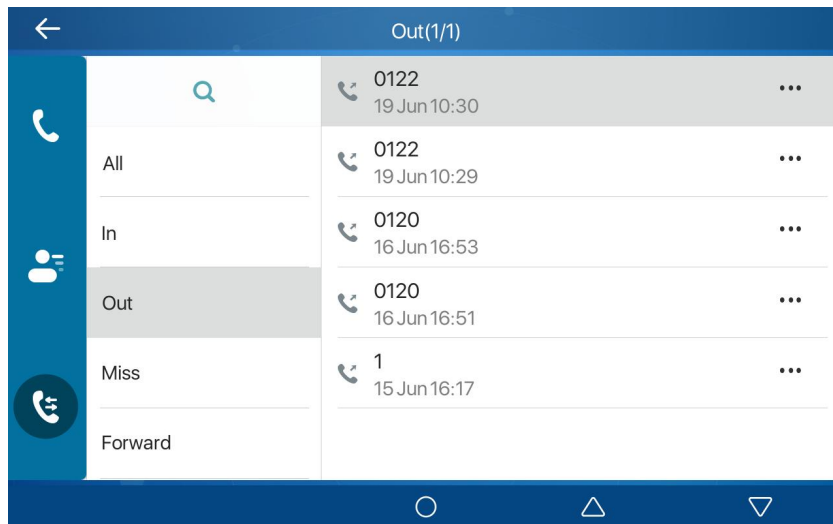 Out(1/1)
All
In
Out
Miss
Forward
0122
19 Jun 10:30
0122
19 Jun 10:29
0120
16 Jun 16:53
0120
16 Jun 16:51
1
15 Jun 16:17